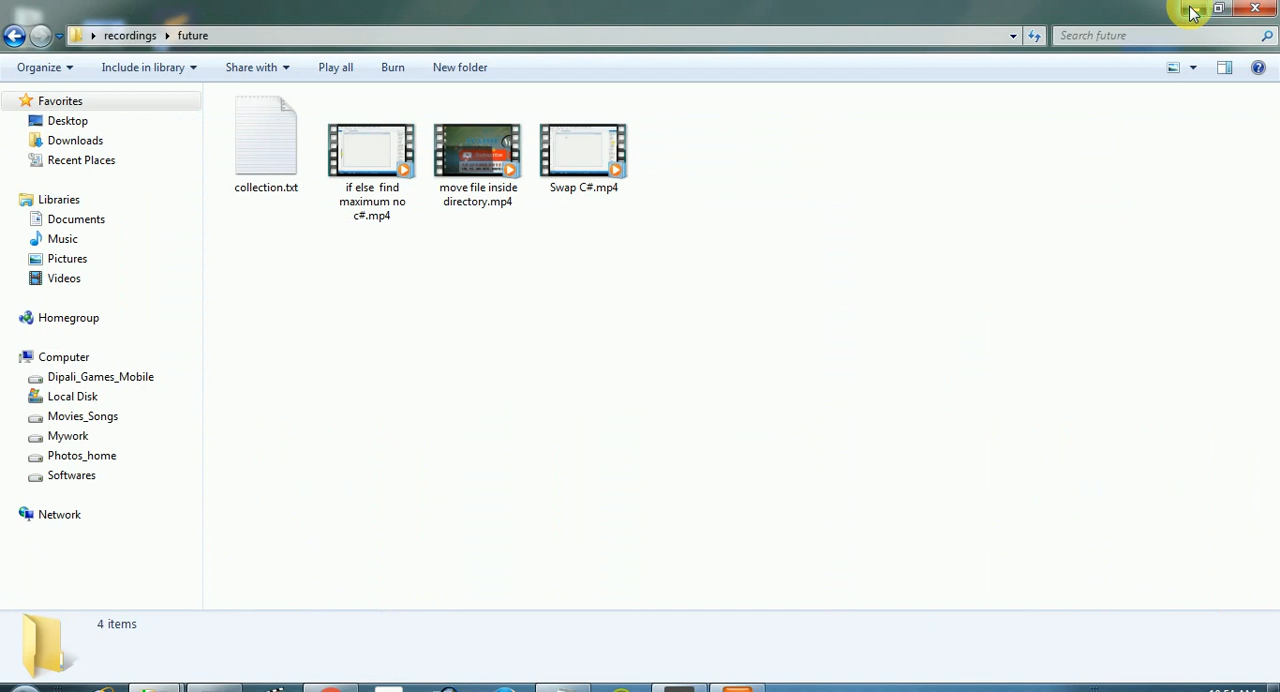 recordings future
Search future
Organize Include in library Share with Play all Burn New folder
Favorites
Desktop
Downloads
Recent Places
Libraries
Documents
Music
Pictures
Videos
Homegroup
Computer
Dipali_Games_Mobile
Local Disk
Movies_Songs
Mywork
Photos_home
Softwares
Network
collection.txt
if else find
maximum no
c#.mp4
move file inside
directory.mp4
Swap C#.mp4
4 items